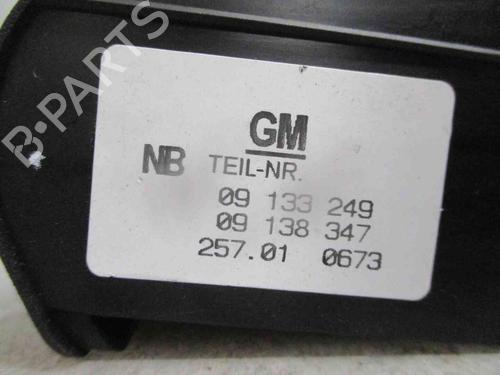 B-PARTS
GM
NB TEIL-NR.
09 133 249
09 138 347
257.01 0673